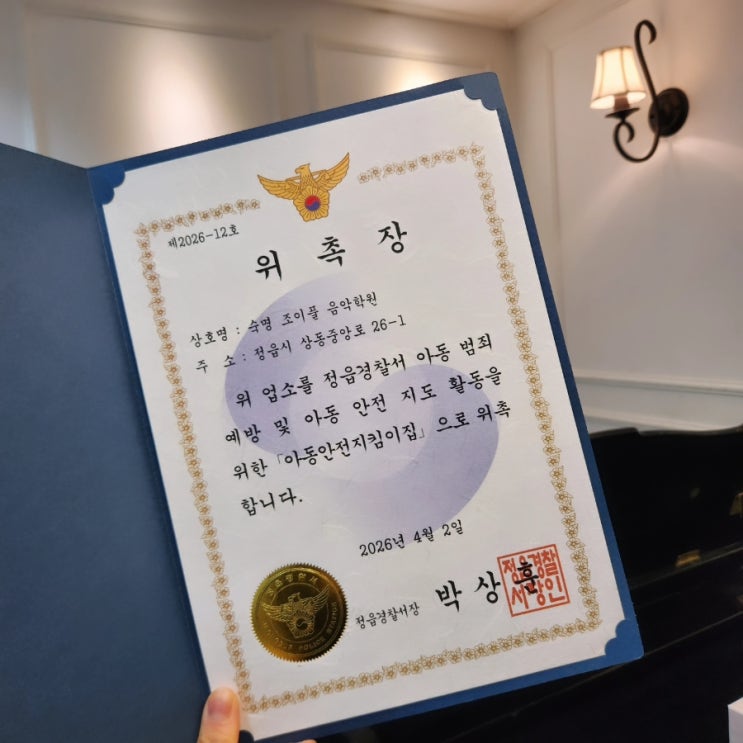 제2026-12호
위 촉 장
상호명 : 숙명 조이플 음악학원
주 소 : 정읍시 상동중앙로 26-1
위 업소를 정읍경찰서 아동 범죄
예방 및 아동 안전 지도 활동을
위한 「아동안전지킴이집」 으로 위촉
합니다.
2026년 4월 2일
정읍경찰서장 박 상 훈
정읍경찰
서장인